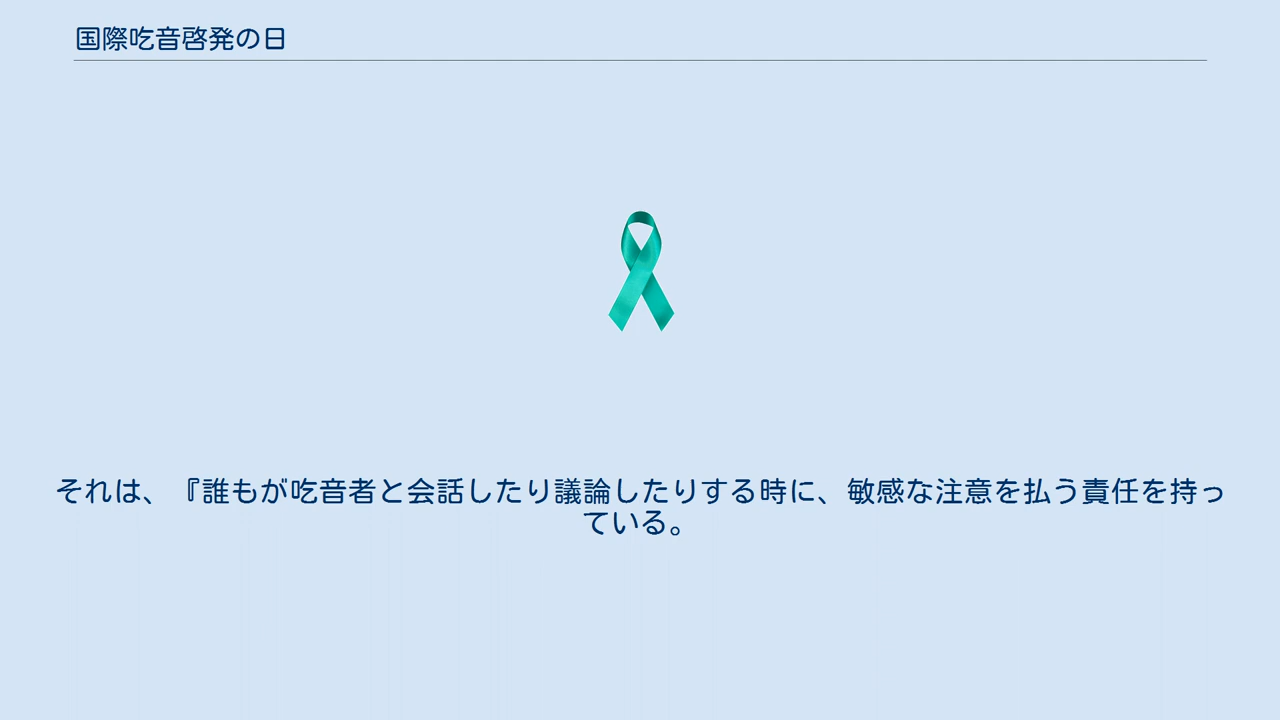 国際吃音啓発の日
それは、『誰もが吃音者と会話したり議論したりする時に、敏感な注意を払う責任を持っ
ている。